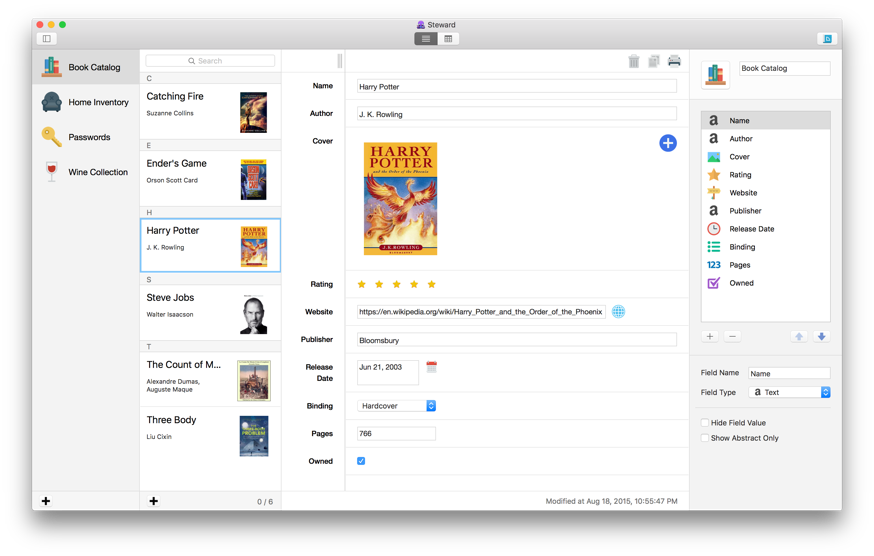 Steward
Book Catalog
Home Inventory
Passwords
Wine Collection
Search
C
Catching Fire
Suzanne Collins
E
Ender's Game
Orson Scott Card
H
Harry Potter
J. K. Rowling
S
Steve Jobs
Walter Isaacson
T
The Count of M...
Alexandre Dumas,
Auguste Maque
Three Body
Liu Cixin
0 / 6
Name
Harry Potter
Author
J. K. Rowling
Cover
HARRY
POTTER
and the Order of the Phoenix
J.K.ROWLING
BLOOMSBURY
Rating
Website
https://en.wikipedia.org/wiki/Harry_Potter_and_the_Order_of_the_Phoenix
Publisher
Bloomsbury
Release
Date
Jun 21, 2003
Binding
Hardcover
Pages
766
Owned
Modified at Aug 18, 2015, 10:55:47 PM
Book Catalog
a Name
a Author
Cover
Rating
Website
a Publisher
Release Date
Binding
123 Pages
Owned
Field Name
Name
Field Type
a Text
Hide Field Value
Show Abstract Only